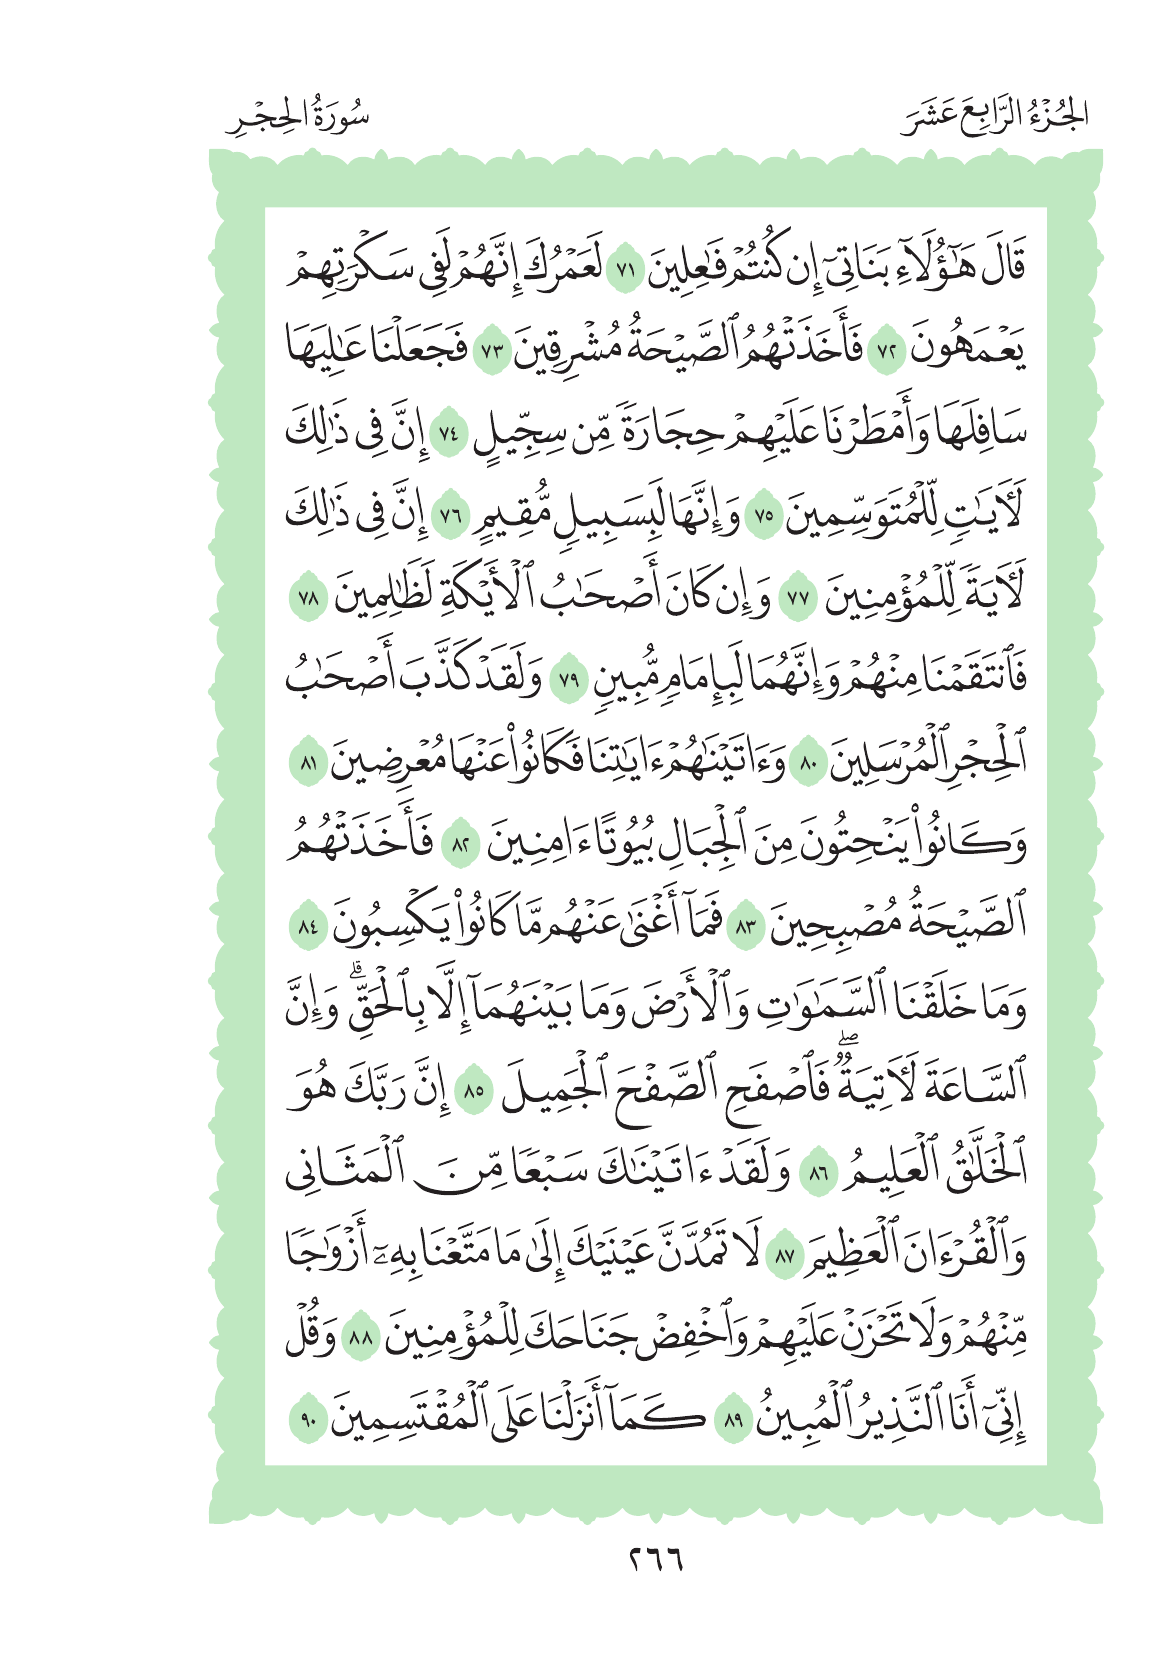 الجُزْءُ الرَّابِعَ عَشَرَ
سُورَةُ الحِجْرِ
قَالَ هَٰٓؤُلَآءِ بَنَاتِىٓ إِن كُنتُمْ فَٰعِلِينَ ٧١ لَعَمْرُكَ إِنَّهُمْ لَفِى سَكْرَتِهِمْ
يَعْمَهُونَ ٧٢ فَأَخَذَتْهُمُ ٱلصَّيْحَةُ مُشْرِقِينَ ٧٣ فَجَعَلْنَا عَٰلِيَهَا
سَافِلَهَا وَأَمْطَرْنَا عَلَيْهِمْ حِجَارَةً مِّن سِجِّيلٍ ٧٤ إِنَّ فِى ذَٰلِكَ
لَءَايَٰتٍ لِّلْمُتَوَسِّمِينَ ٧٥ وَإِنَّهَا لَبِسَبِيلٍ مُّقِيمٍ ٧٦ إِنَّ فِى ذَٰلِكَ
لَءَايَةً لِّلْمُؤْمِنِينَ ٧٧ وَإِن كَانَ أَصْحَٰبُ ٱلْأَيْكَةِ لَظَٰلِمِينَ ٧٨
فَٱنتَقَمْنَا مِنْهُمْ وَإِنَّهُمَا لَبِإِمَامٍ مُّبِينٍ ٧٩ وَلَقَدْ كَذَّبَ أَصْحَٰبُ
ٱلْحِجْرِ ٱلْمُرْسَلِينَ ٨٠ وَءَاتَيْنَٰهُمْ ءَايَٰتِنَا فَكَانُوا۟ عَنْهَا مُعْرِضِينَ ٨١
وَكَانُوا۟ يَنْحِتُونَ مِنَ ٱلْجِبَالِ بُيُوتًا ءَامِنِينَ ٨٢ فَأَخَذَتْهُمُ
ٱلصَّيْحَةُ مُصْبِحِينَ ٨٣ فَمَآ أَغْنَىٰ عَنْهُم مَّا كَانُوا۟ يَكْسِبُونَ ٨٤
وَمَا خَلَقْنَا ٱلسَّمَٰوَٰتِ وَٱلْأَرْضَ وَمَا بَيْنَهُمَآ إِلَّا بِٱلْحَقِّ ۗ وَإِنَّ
ٱلسَّاعَةَ لَءَاتِيَةٌ ۖ فَٱصْفَحِ ٱلصَّفْحَ ٱلْجَمِيلَ ٨٥ إِنَّ رَبَّكَ هُوَ
ٱلْخَلَّٰقُ ٱلْعَلِيمُ ٨٦ وَلَقَدْ ءَاتَيْنَٰكَ سَبْعًا مِّنَ ٱلْمَثَانِى
وَٱلْقُرْءَانَ ٱلْعَظِيمَ ٨٧ لَا تَمُدَّنَّ عَيْنَيْكَ إِلَىٰ مَا مَتَّعْنَا بِهِۦٓ أَزْوَٰجًا
مِّنْهُمْ وَلَا تَحْزَنْ عَلَيْهِمْ وَٱخْفِضْ جَنَاحَكَ لِلْمُؤْمِنِينَ ٨٨ وَقُلْ
إِنِّىٓ أَنَا ٱلنَّذِيرُ ٱلْمُبِينُ ٨٩ كَمَآ أَنزَلْنَا عَلَى ٱلْمُقْتَسِمِينَ ٩٠
٢٦٦